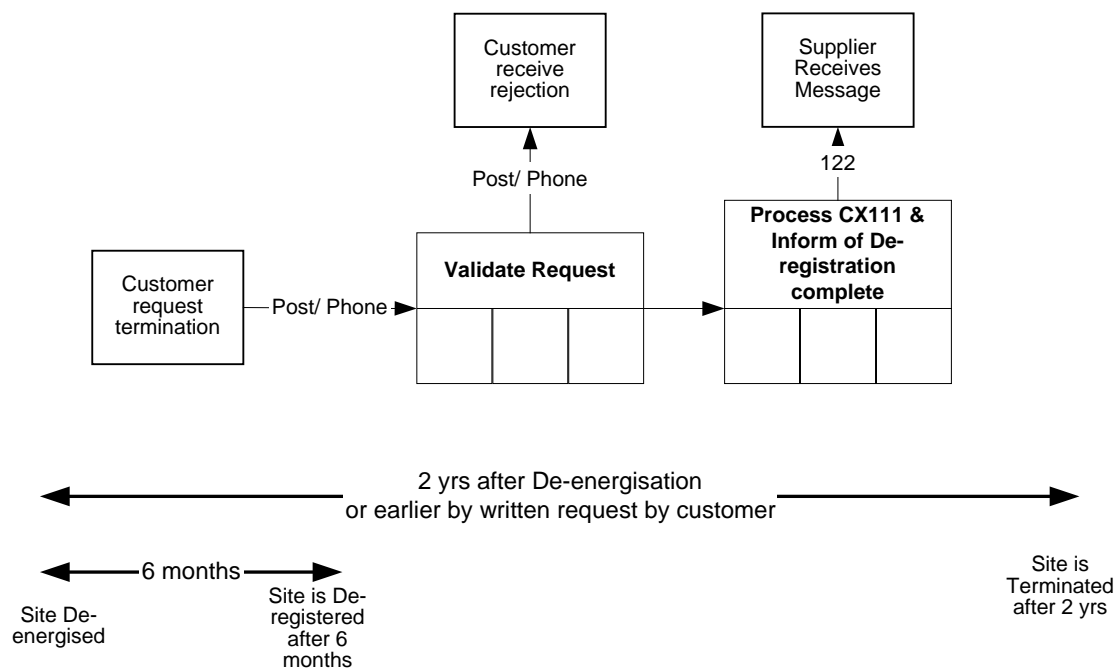 Customer
receive
rejection
Supplier
Receives
Message
Post/ Phone
122
Customer
request
termination
Post/ Phone
Validate Request
Process CX111 &
Inform of De-
registration
complete
2 yrs after De-energisation
or earlier by written request by customer
6 months
Site De-
energised
Site is De-
registered
after 6
months
Site is
Terminated
after 2 yrs